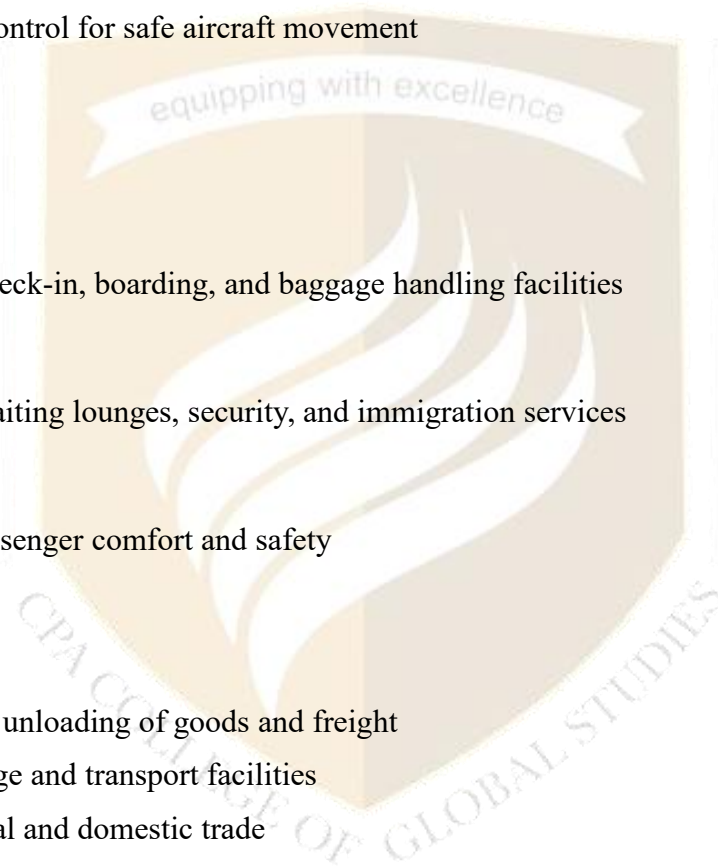 ontrol for safe aircraft movement
equipping with excellence
eck-in, boarding, and baggage handling facilities
aiting lounges, security, and immigration services
senger comfort and safety
unloading of goods and freight
ge and transport facilities
al and domestic trade
CPA COLLEGE OF GLOBAL STUDIES